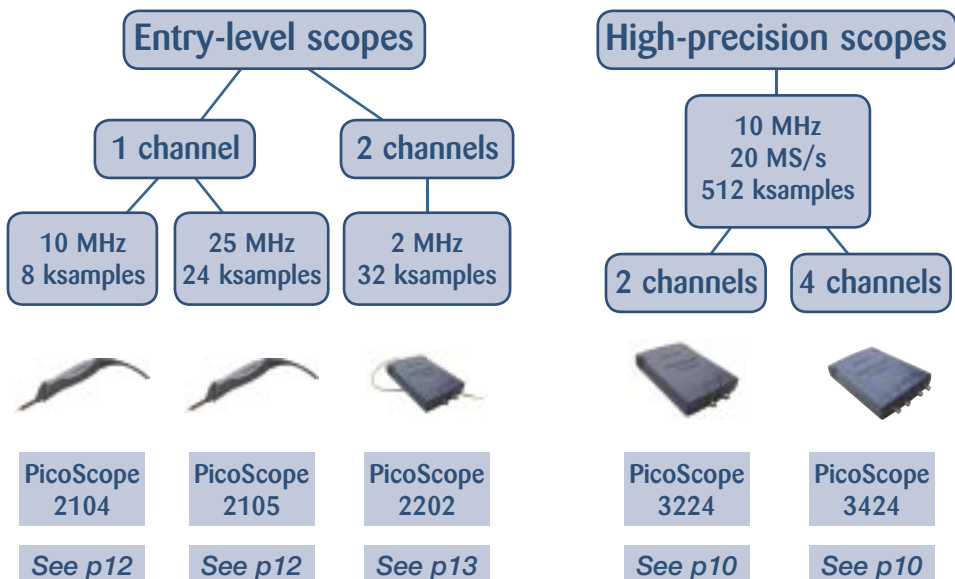 Entry-level scopes
1 channel
2 channels
10 MHz
8 ksamples
25 MHz
24 ksamples
2 MHz
32 ksamples
PicoScope
2104
PicoScope
2105
PicoScope
2202
See p12
See p12
See p13
High-precision scopes
10 MHz
20 MS/s
512 ksamples
2 channels
4 channels
PicoScope
3224
PicoScope
3424
See p10
See p10